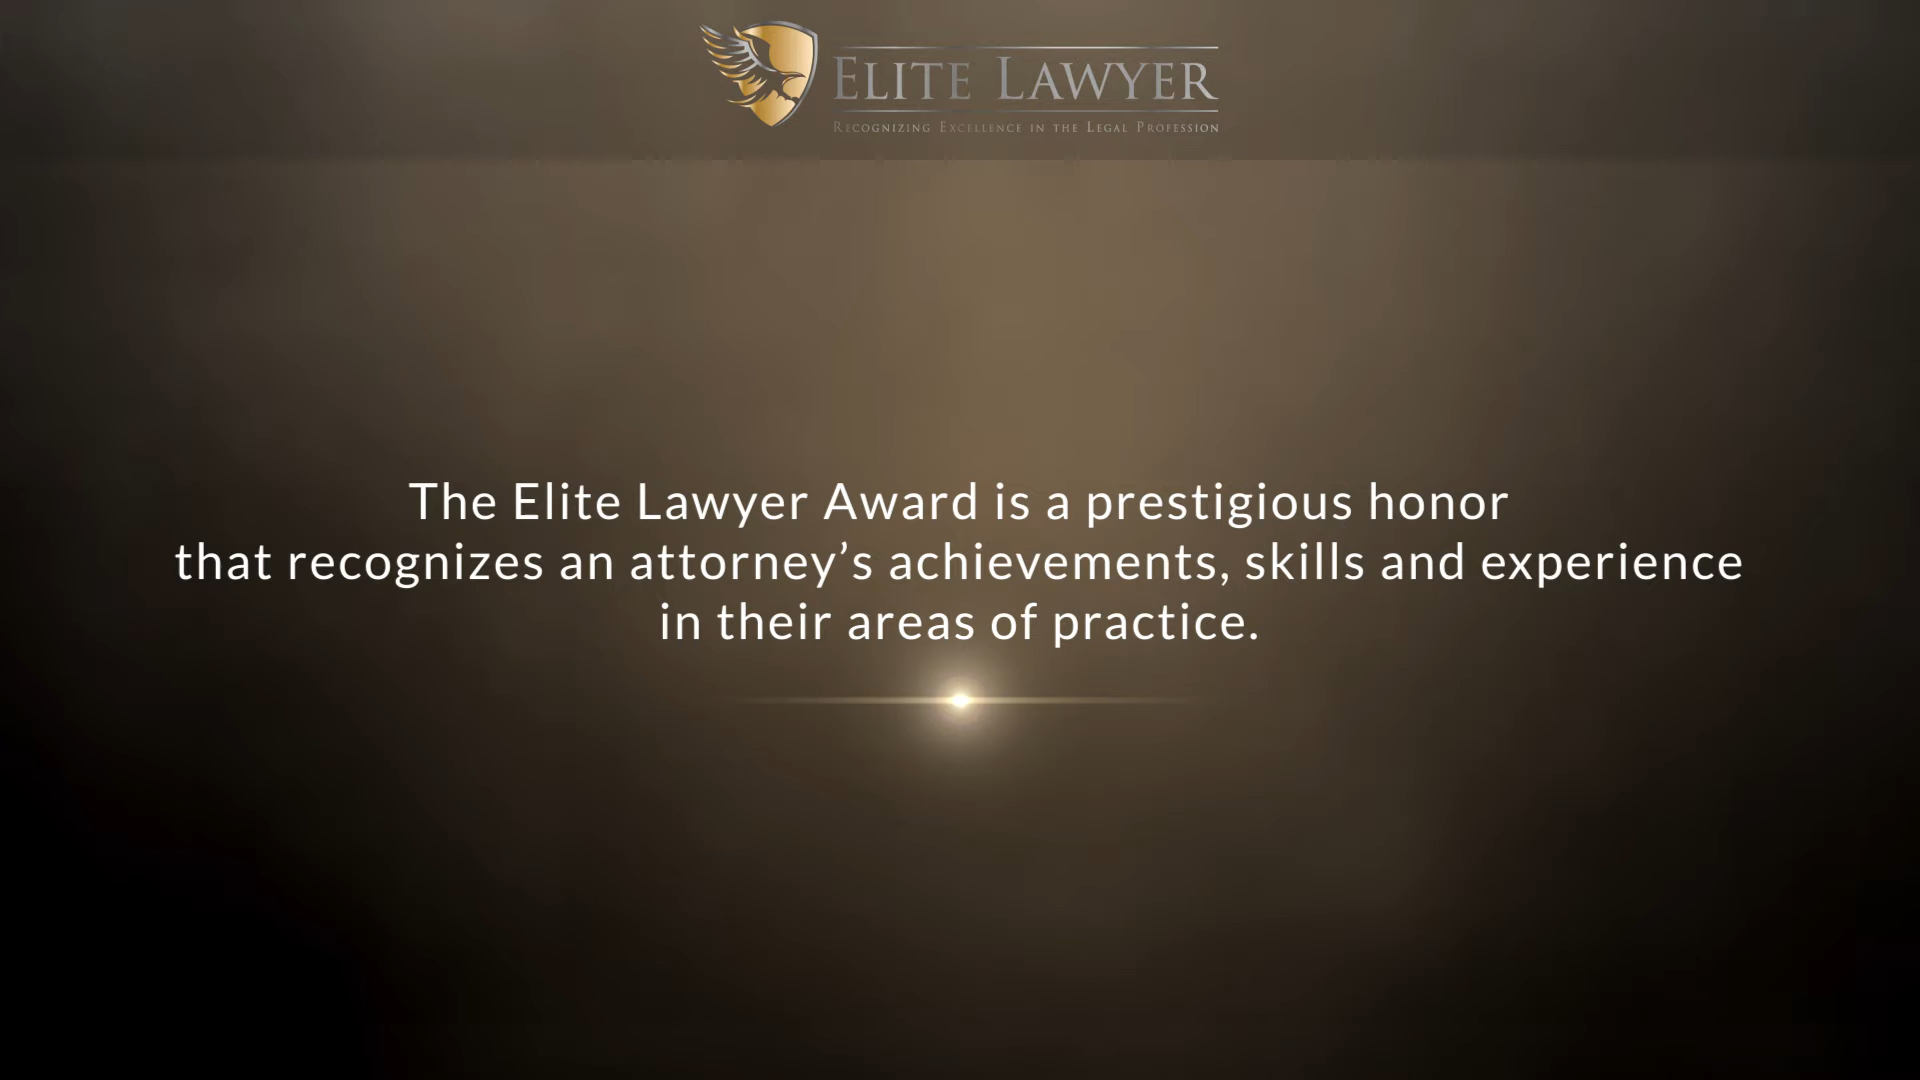 ELITE LAWYER
RECOGNIZING EXCELLENCE IN THE LEGAL PROFESSION
The Elite Lawyer Award is a prestigious honor
that recognizes an attorney’s achievements, skills and experience
in their areas of practice.